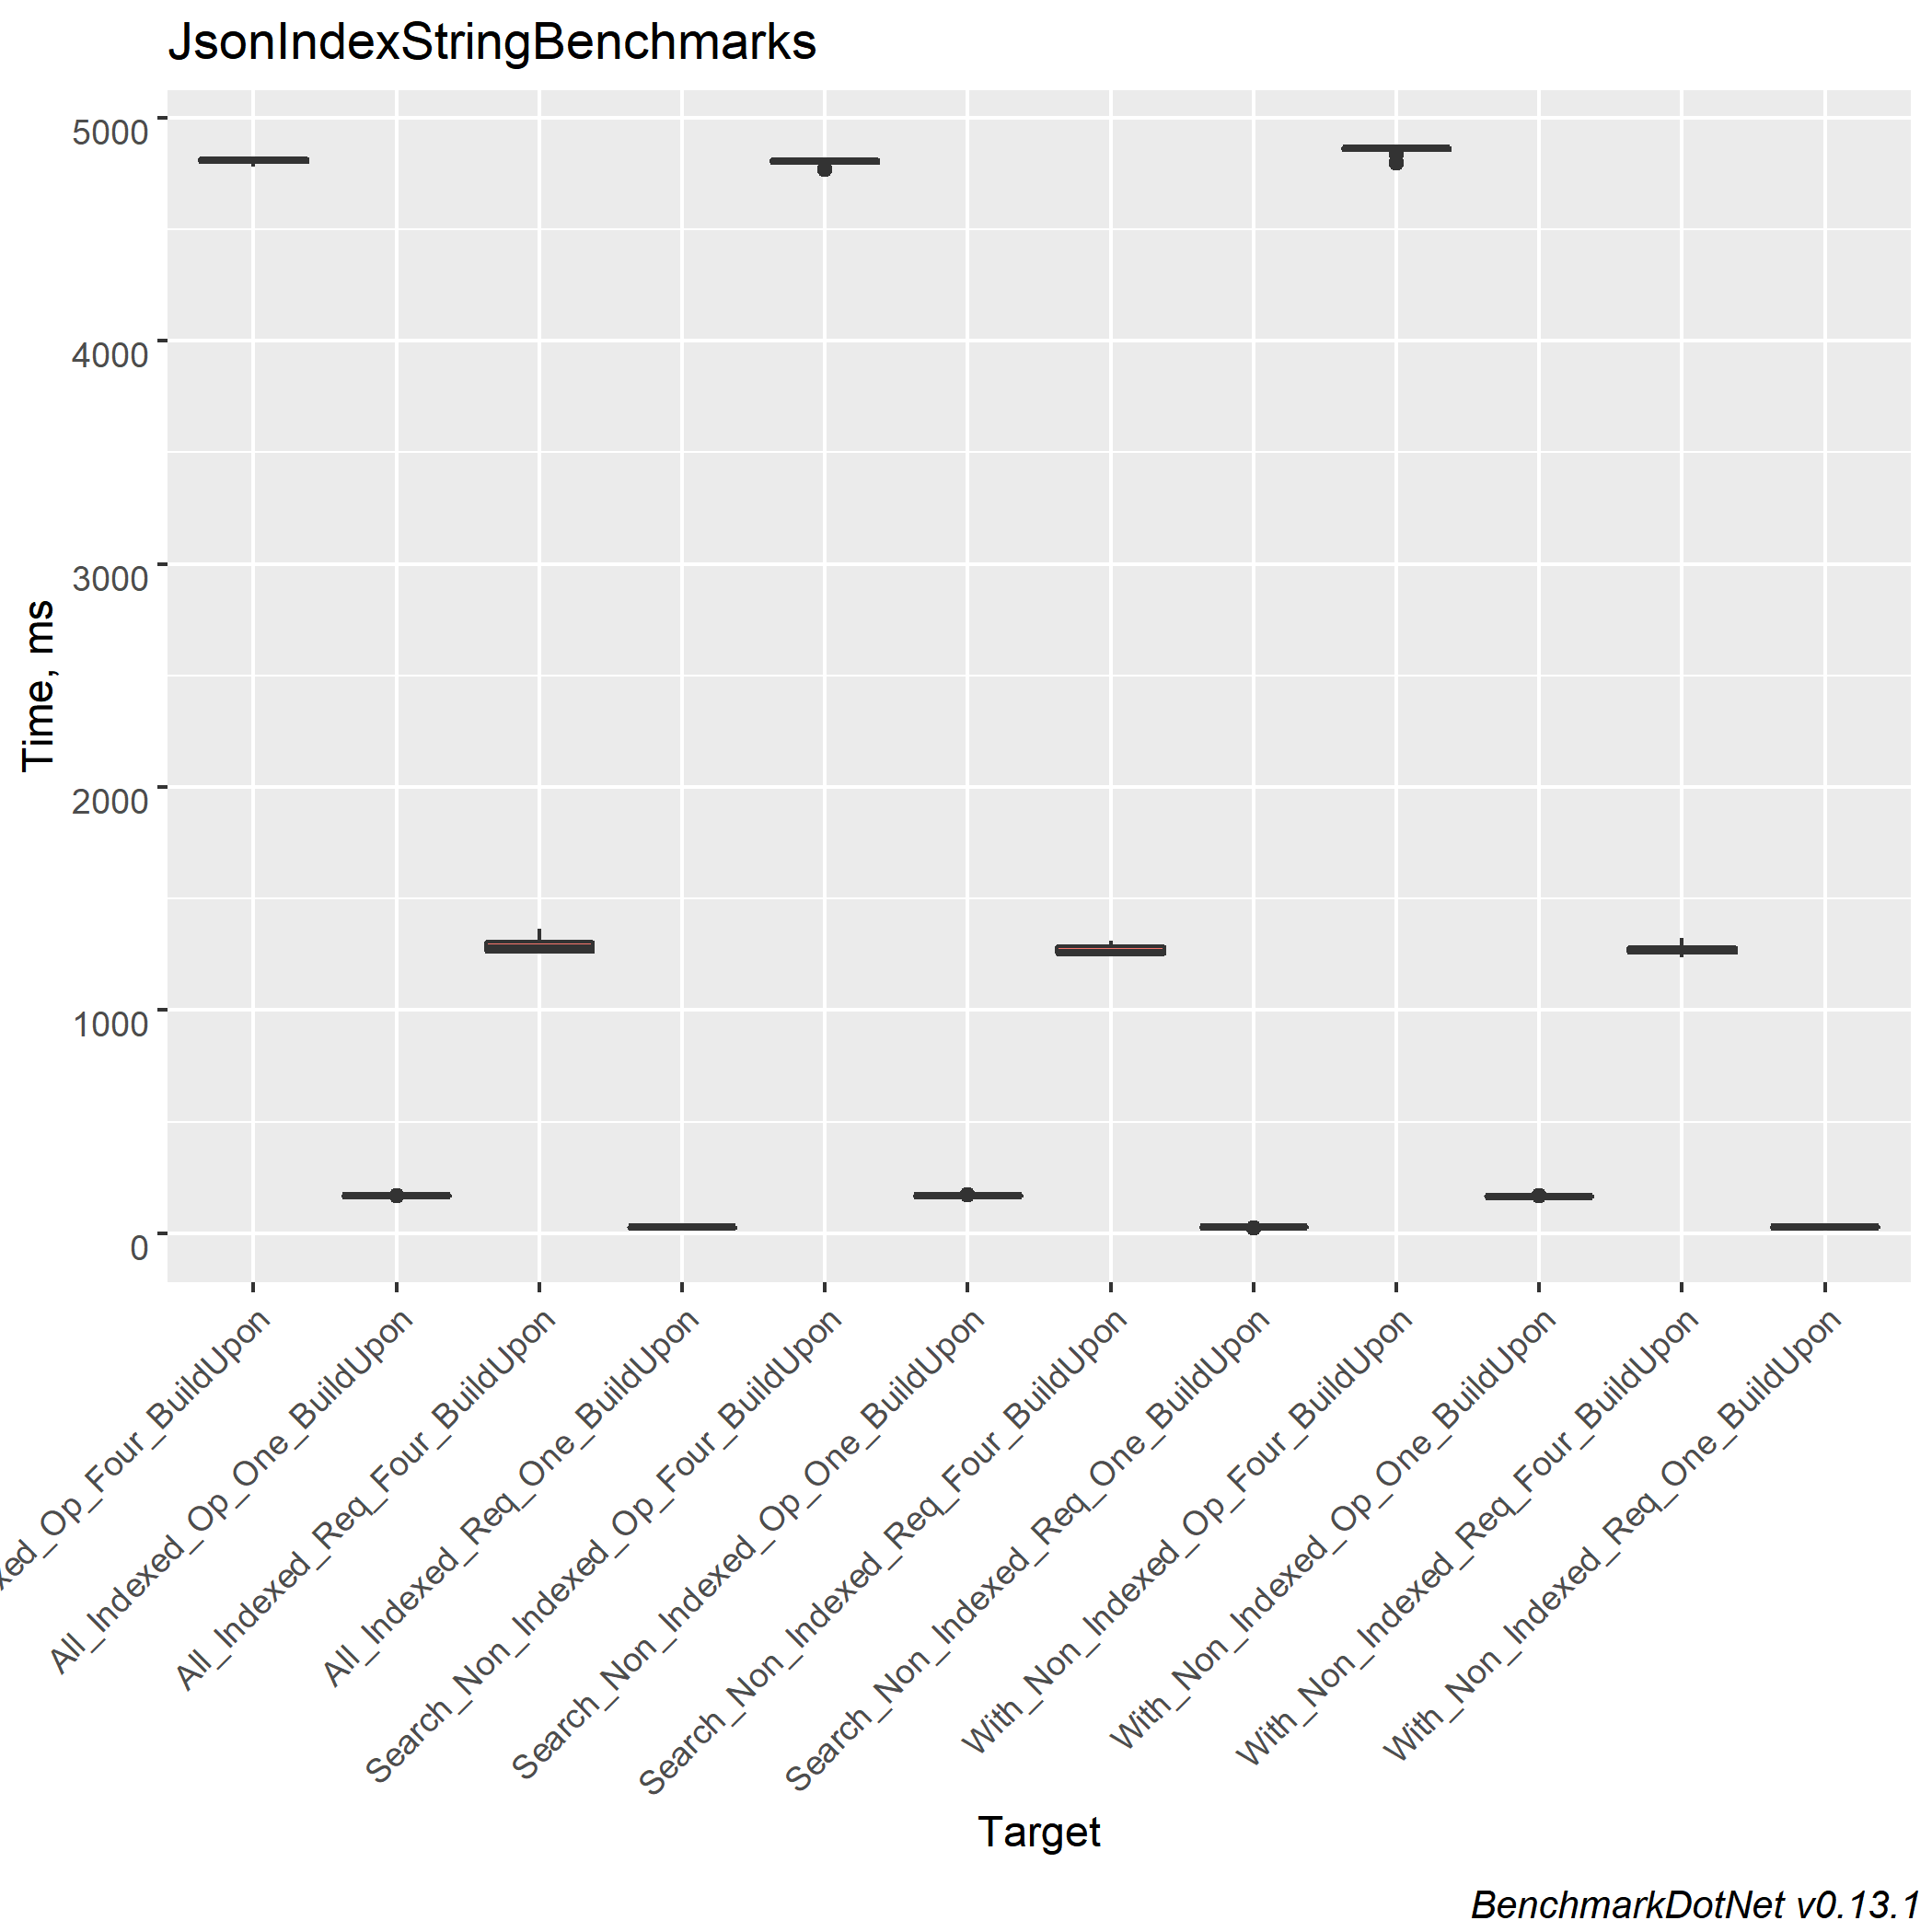 JsonIndexStringBenchmarks
5000
4000
3000
2000
1000
0
Time, ms
xed_Op_Four_BuildUpon
All_Indexed_Op_One_BuildUpon
All_Indexed_Req_Four_BuildUpon
All_Indexed_Req_One_BuildUpon
Search_Non_Indexed_Op_Four_BuildUpon
Search_Non_Indexed_Op_One_BuildUpon
Search_Non_Indexed_Req_Four_BuildUpon
Search_Non_Indexed_Req_One_BuildUpon
With_Non_Indexed_Op_Four_BuildUpon
With_Non_Indexed_Op_One_BuildUpon
With_Non_Indexed_Req_Four_BuildUpon
With_Non_Indexed_Req_One_BuildUpon
Target
BenchmarkDotNet v0.13.1